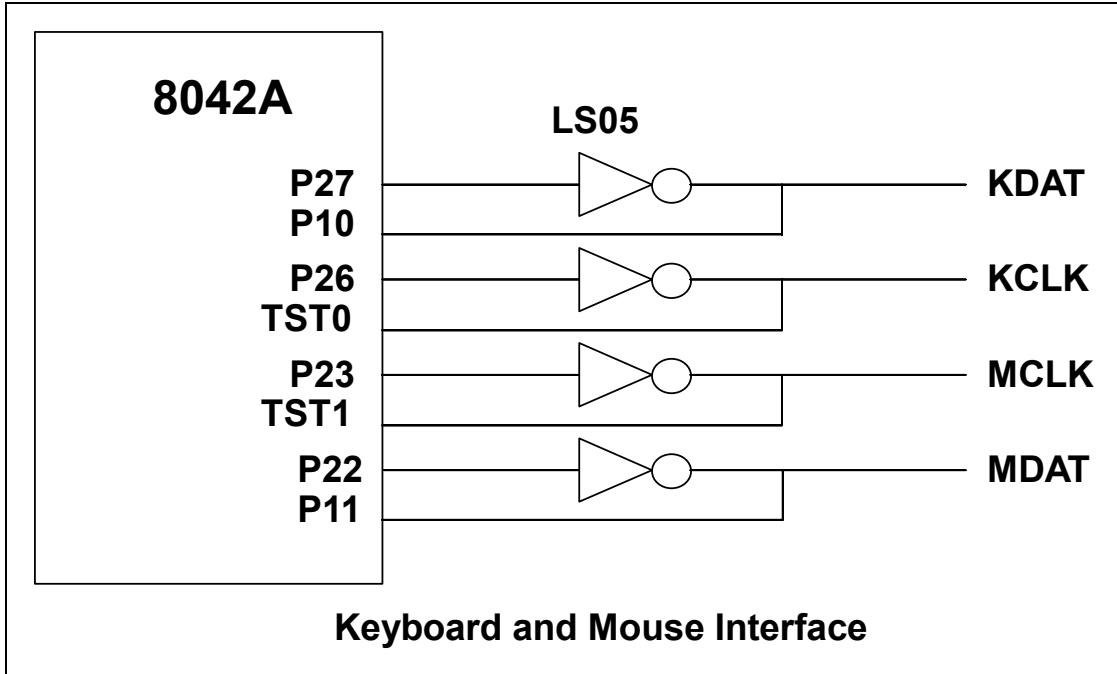 8042A
LS05
P27
KDAT
P10
P26
KCLK
TST0
P23
MCLK
TST1
P22
MDAT
P11
Keyboard and Mouse Interface